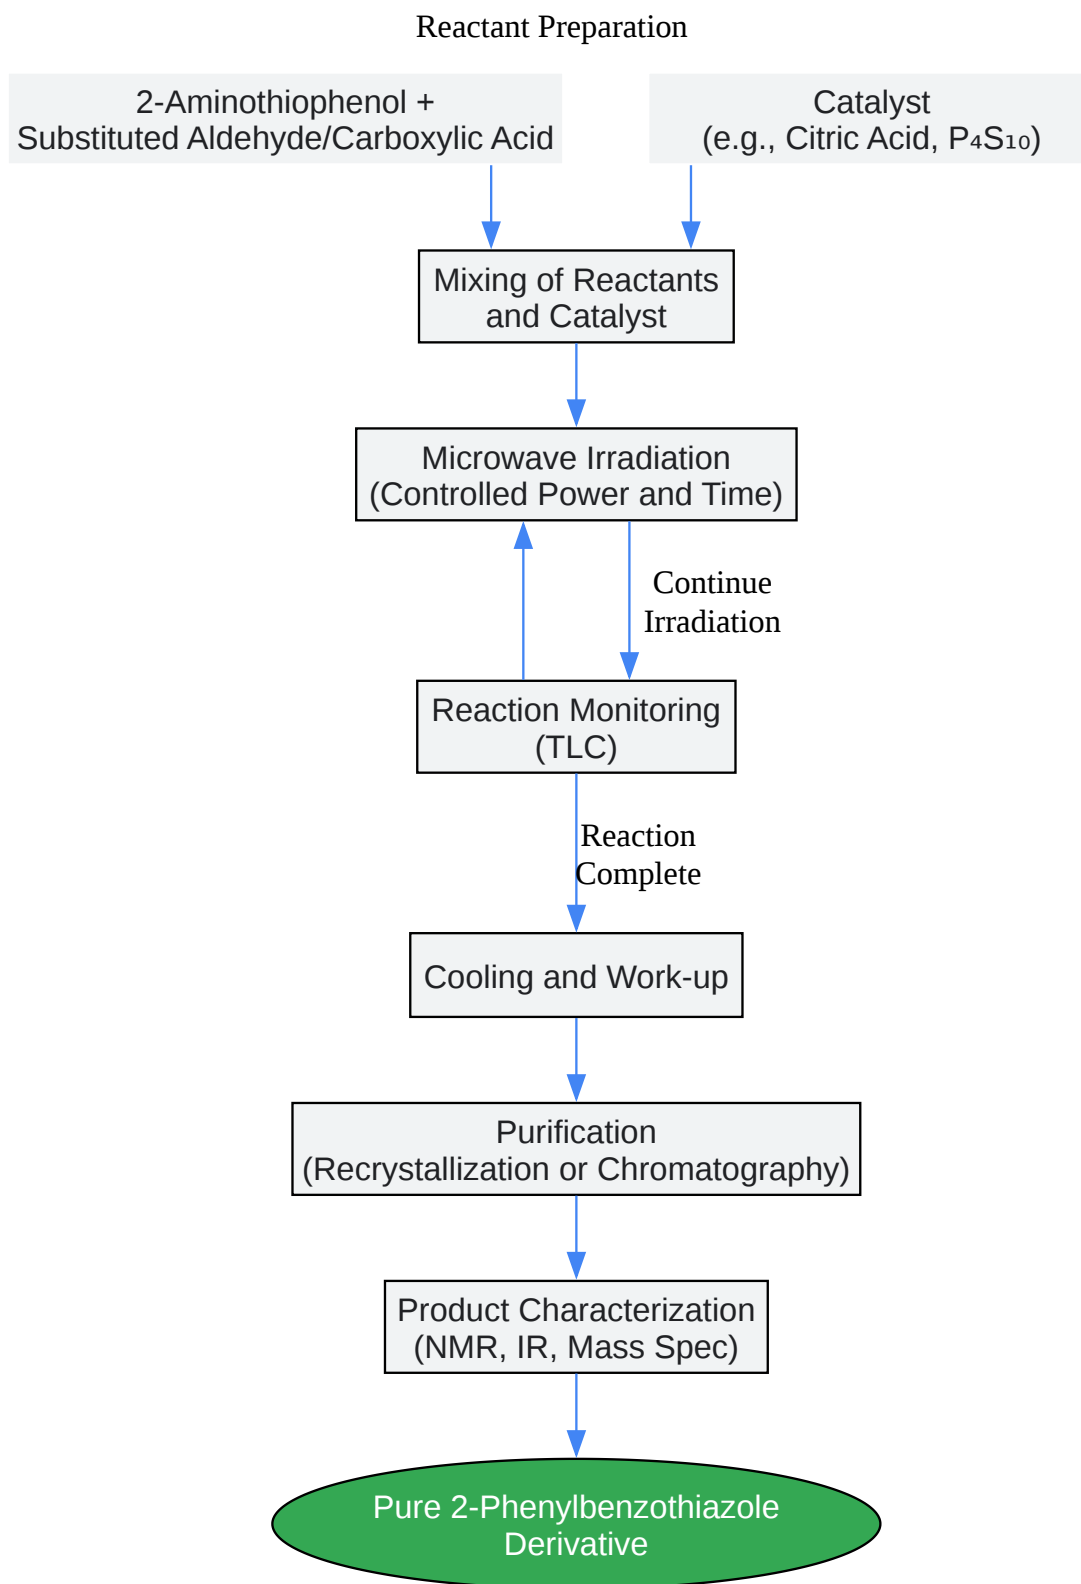 Reactant Preparation
2-Aminothiophenol +
Substituted Aldehyde/Carboxylic Acid
Catalyst
(e.g., Citric Acid, P₄S₁₀)
Mixing of Reactants
and Catalyst
Microwave Irradiation
(Controlled Power and Time)
Continue
Irradiation
Reaction Monitoring
(TLC)
Reaction
Complete
Cooling and Work-up
Purification
(Recrystallization or Chromatography)
Product Characterization
(NMR, IR, Mass Spec)
Pure 2-Phenylbenzothiazole
Derivative